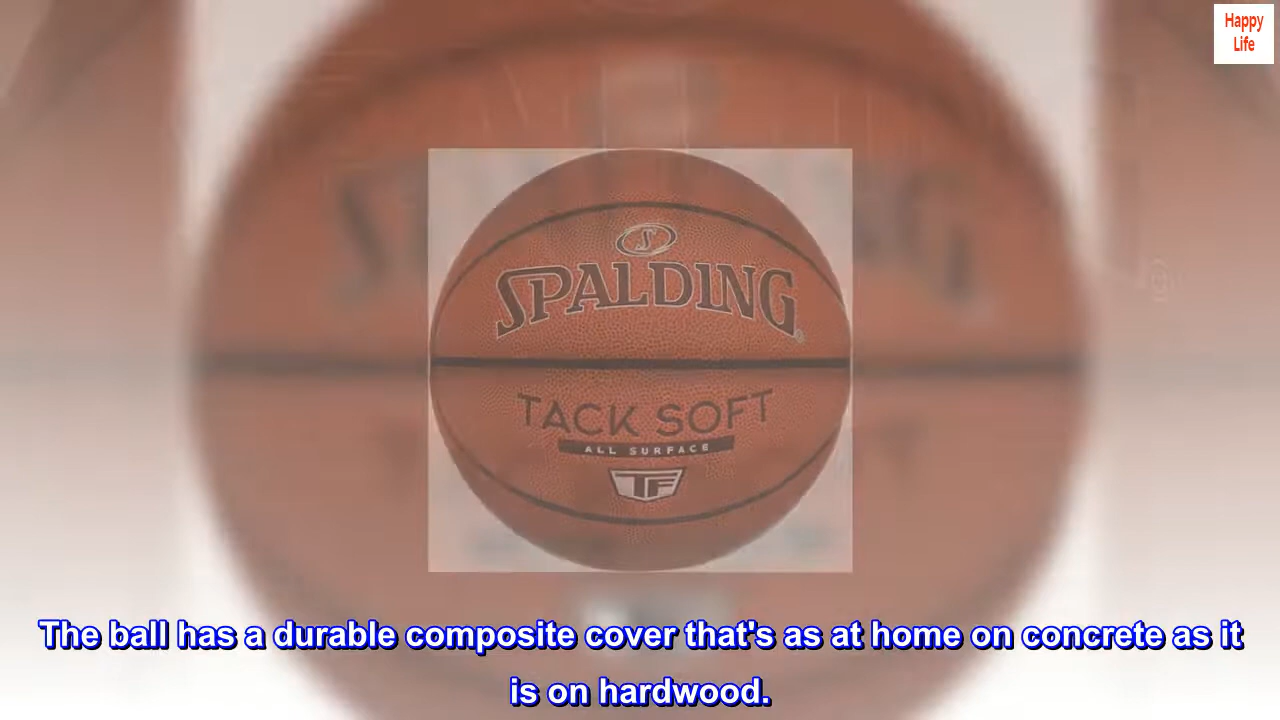 Happy
Life
SPALDING
TACK SOFT
ALL SURFACE
TF
The ball has a durable composite cover that's as at home on concrete as it
is on hardwood.